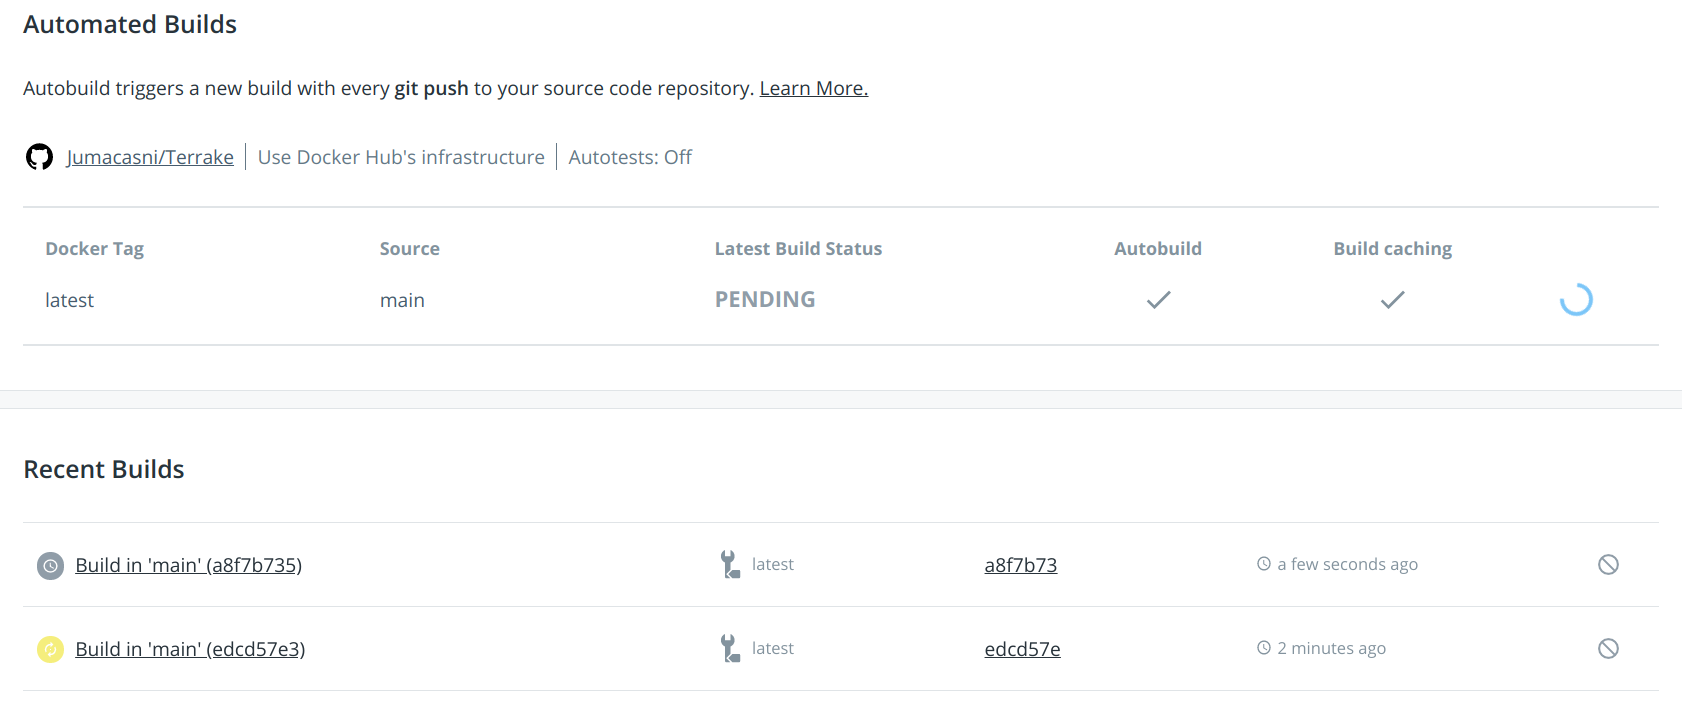 Automated Builds
Autobuild triggers a new build with every git push to your source code repository. Learn More.
Jumacasni/Terrake Use Docker Hub's infrastructure Autotests: Off
Docker Tag Source Latest Build Status Autobuild Build caching
latest main PENDING
Recent Builds
Build in 'main' (a8f7b735) latest a8f7b73 a few seconds ago
Build in 'main' (edcd57e3) latest edcd57e 2 minutes ago